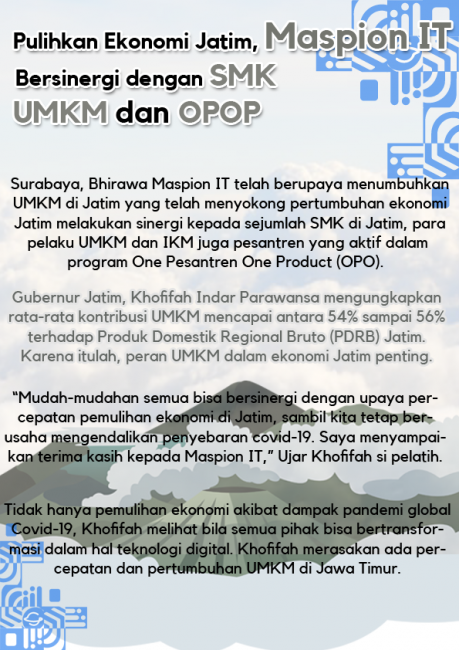 Pulihkan Ekonomi Jatim, Maspion IT
Bersinergi dengan SMK
UMKM dan OPOP
Surabaya, Bhirawa Maspion IT telah berupaya menumbuhkan
UMKM di Jatim yang telah menyokong pertumbuhan ekonomi
Jatim melakukan sinergi kepada sejumlah SMK di Jatim, para
pelaku UMKM dan IKM juga pesantren yang aktif dalam
program One Pesantren One Product (OPO).
Gubernur Jatim, Khofifah Indar Parawansa mengungkapkan
rata-rata kontribusi UMKM mencapai antara 54% sampai 56%
terhadap Produk Domestik Regional Bruto (PDRB) Jatim.
Karena itulah, peran UMKM dalam ekonomi Jatim penting.
“Mudah-mudahan semua bisa bersinergi dengan upaya per-
cepatan pemulihan ekonomi di Jatim, sambil kita tetap ber-
usaha mengendalikan penyebaran covid-19. Saya menyampai-
kan terima kasih kepada Maspion IT,” Ujar Khofifah si pelatih.
Tidak hanya pemulihan ekonomi akibat dampak pandemi global
Covid-19, Khofifah melihat bila semua pihak bisa bertransfor-
masi dalam hal teknologi digital. Khofifah merasakan ada per-
cepatan dan pertumbuhan UMKM di Jawa Timur.